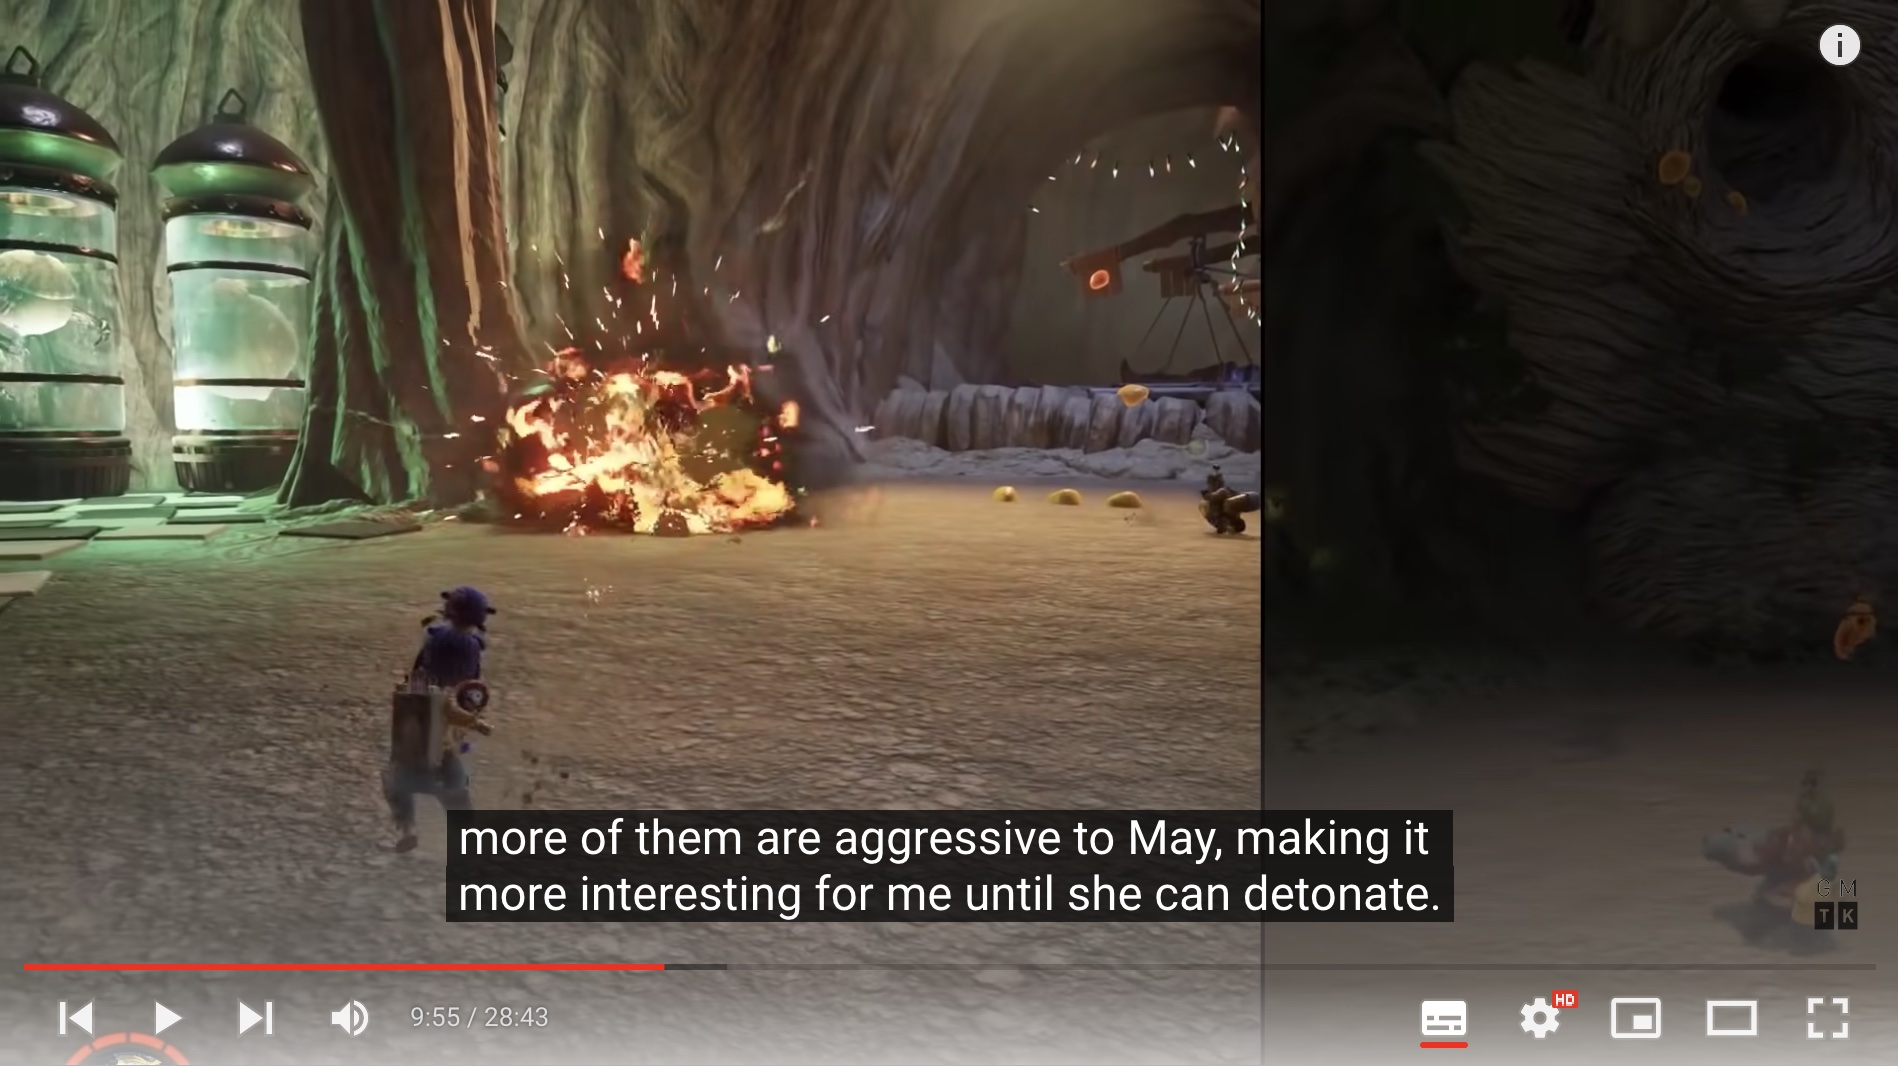 more of them are aggressive to May, making it
more interesting for me until she can detonate.
G M
T K
9:55 / 28:43
HD